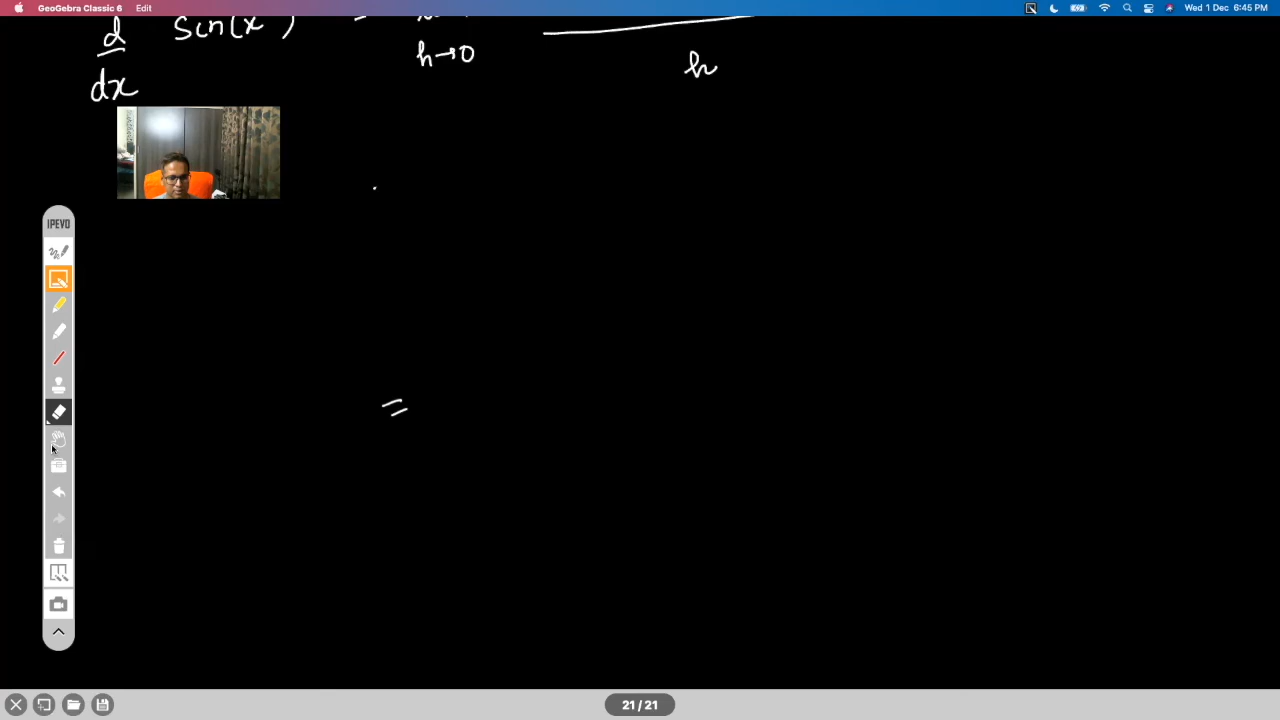 GeoGebra Classic 6 Edit Wed 1 Dec 6:45 PM
d/dx sin(x) =
h→0
h
IPEVO
=
21 / 21